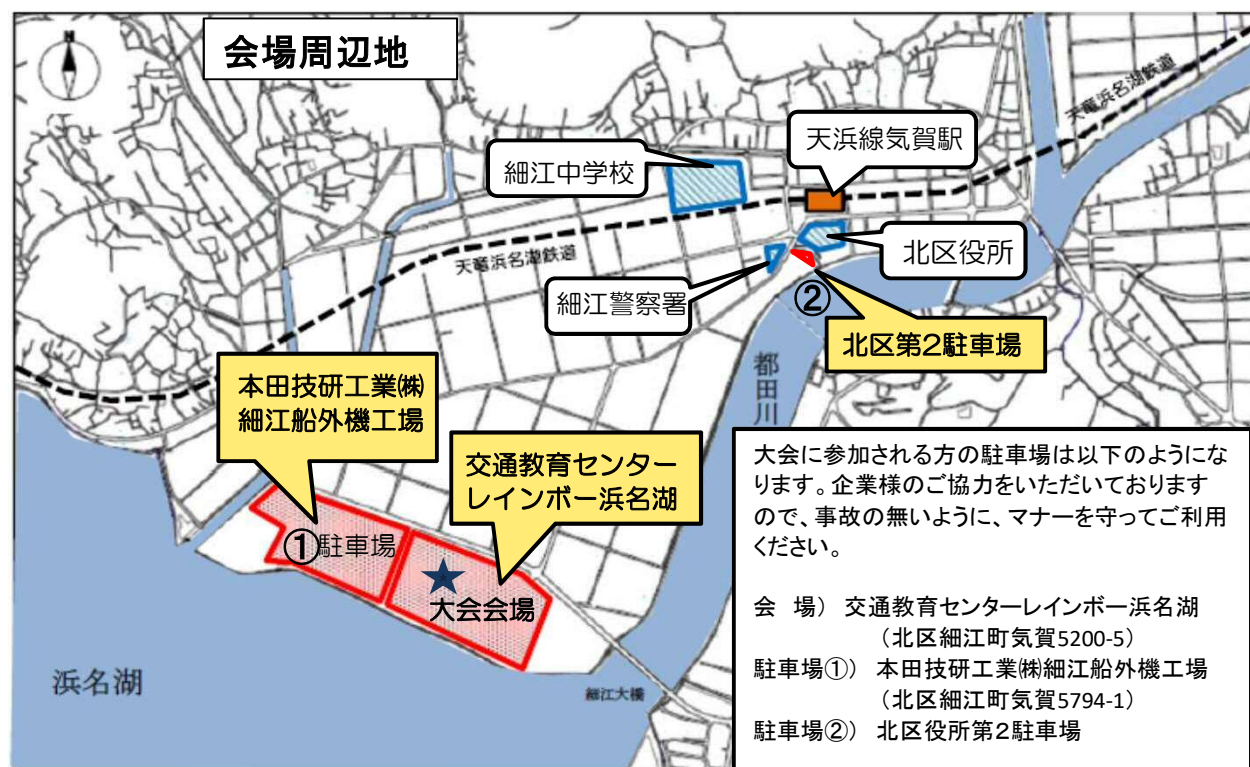 N
会場周辺地
天竜浜名湖鉄道
天浜線気賀駅
細江中学校
北区役所
天竜浜名湖鉄道
細江警察署
②
北区第2駐車場
都田川
本田技研工業㈱
細江船外機工場
交通教育センター
レインボー浜名湖
①駐車場
大会会場
浜名湖
細江大橋
大会に参加される方の駐車場は以下のようにな
ります。企業様のご協力をいただいております
ので、事故の無いように、マナーを守ってご利用
ください。
会　場） 交通教育センターレインボー浜名湖
（北区細江町気賀5200-5）
駐車場①） 本田技研工業㈱細江船外機工場
（北区細江町気賀5794-1）
駐車場②） 北区役所第2駐車場